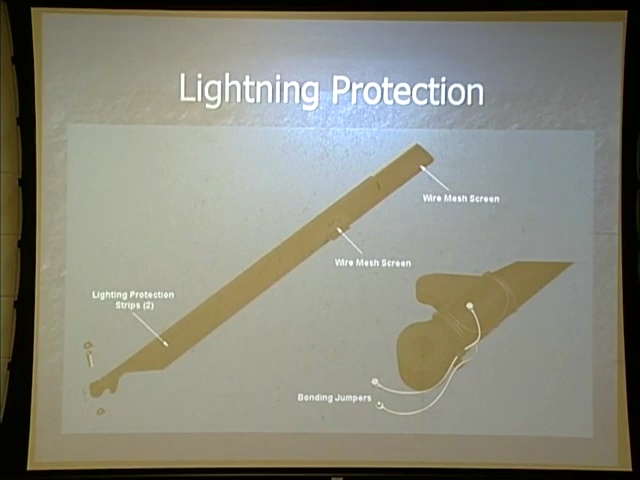 Lightning Protection
Wire Mesh Screen
Wire Mesh Screen
Lighting Protection
Strips (2)
Bonding Jumpers